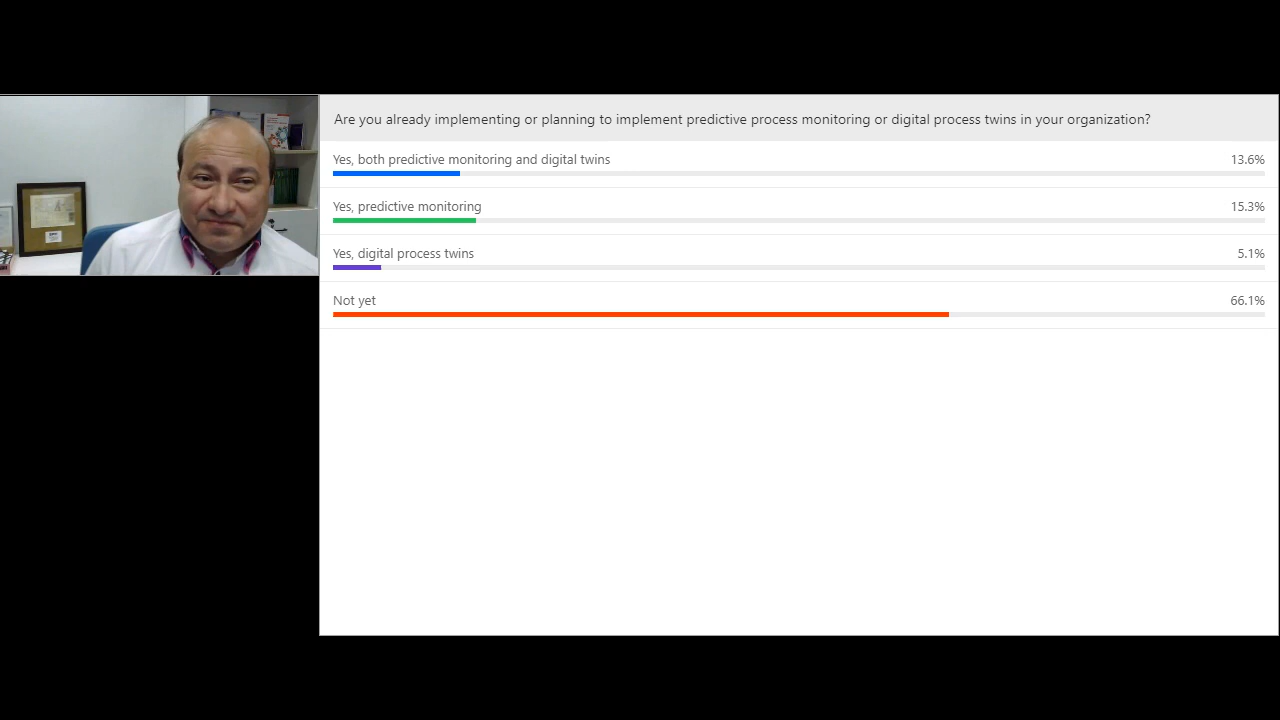 Are you already implementing or planning to implement predictive process monitoring or digital process twins in your organization?
Yes, both predictive monitoring and digital twins 13.6%
Yes, predictive monitoring 15.3%
Yes, digital process twins 5.1%
Not yet 66.1%